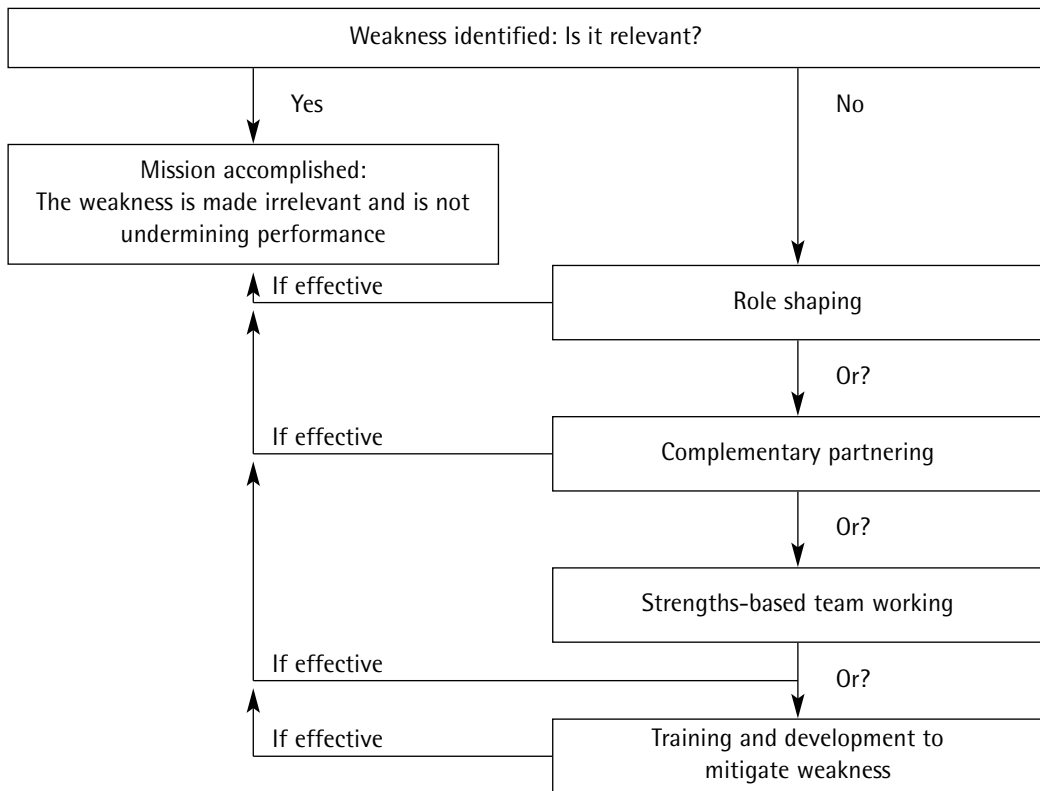 Weakness identified: Is it relevant?
Yes
No
Mission accomplished:
The weakness is made irrelevant and is not
undermining performance
If effective
Role shaping
Or?
If effective
Complementary partnering
Or?
Strengths-based team working
If effective
Or?
If effective
Training and development to
mitigate weakness